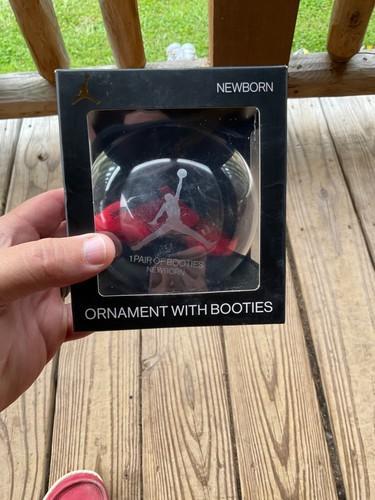 NEWBORN
1 PAIR OF BOOTIES
NEWBORN
ORNAMENT WITH BOOTIES